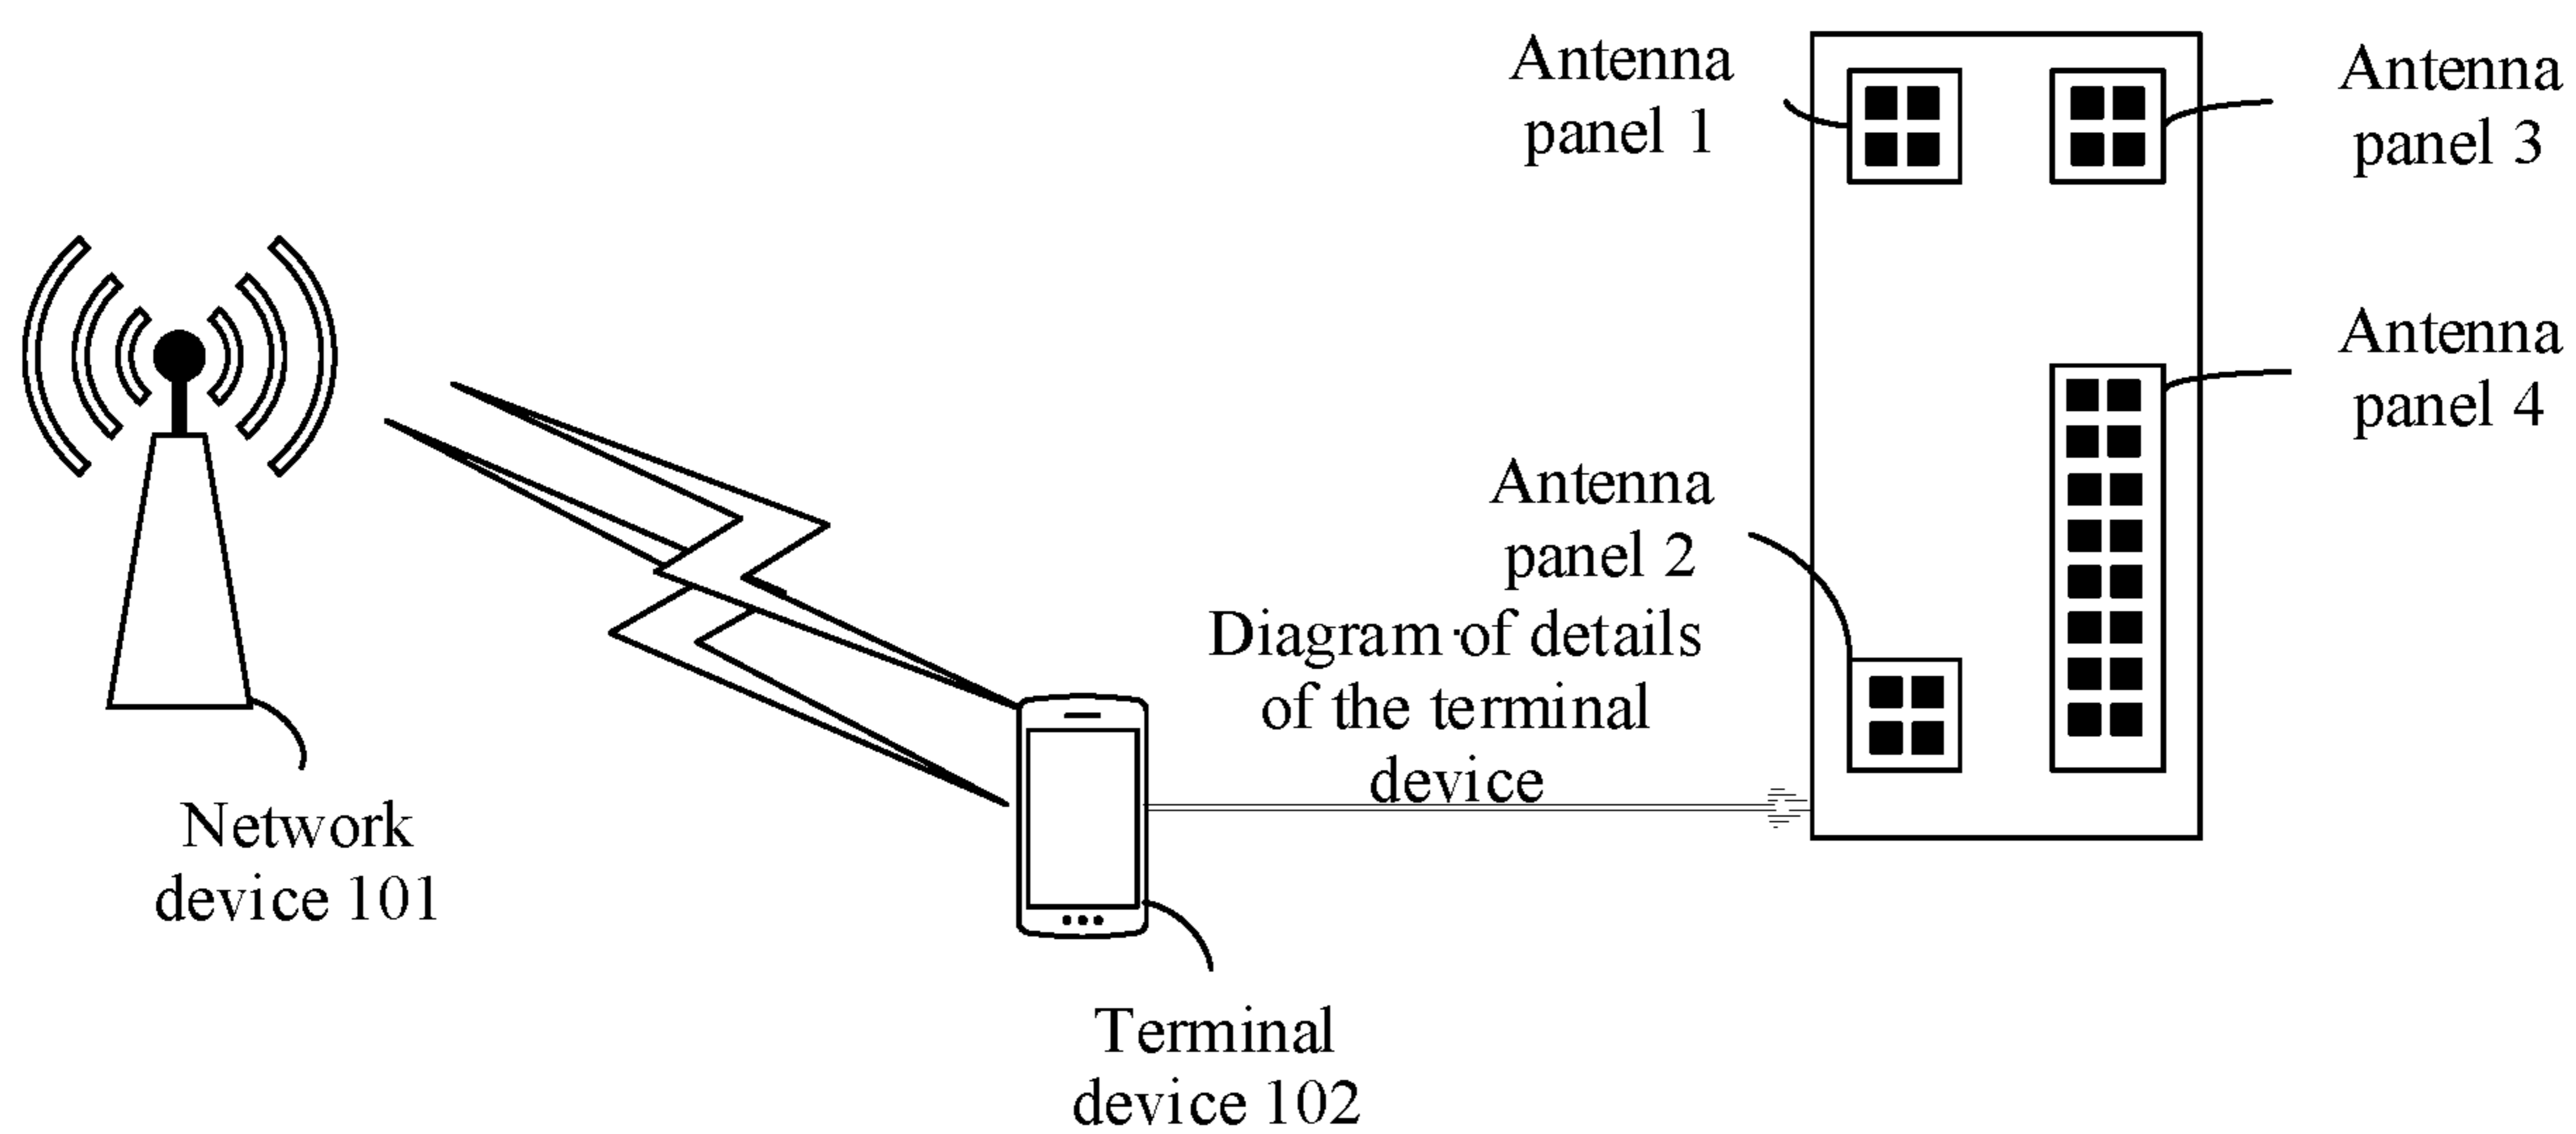 Antenna
panel 1
Antenna
panel 3
Antenna
panel 4
Antenna
panel 2
Diagram of details
of the terminal
device
Network
device 101
Terminal
device 102